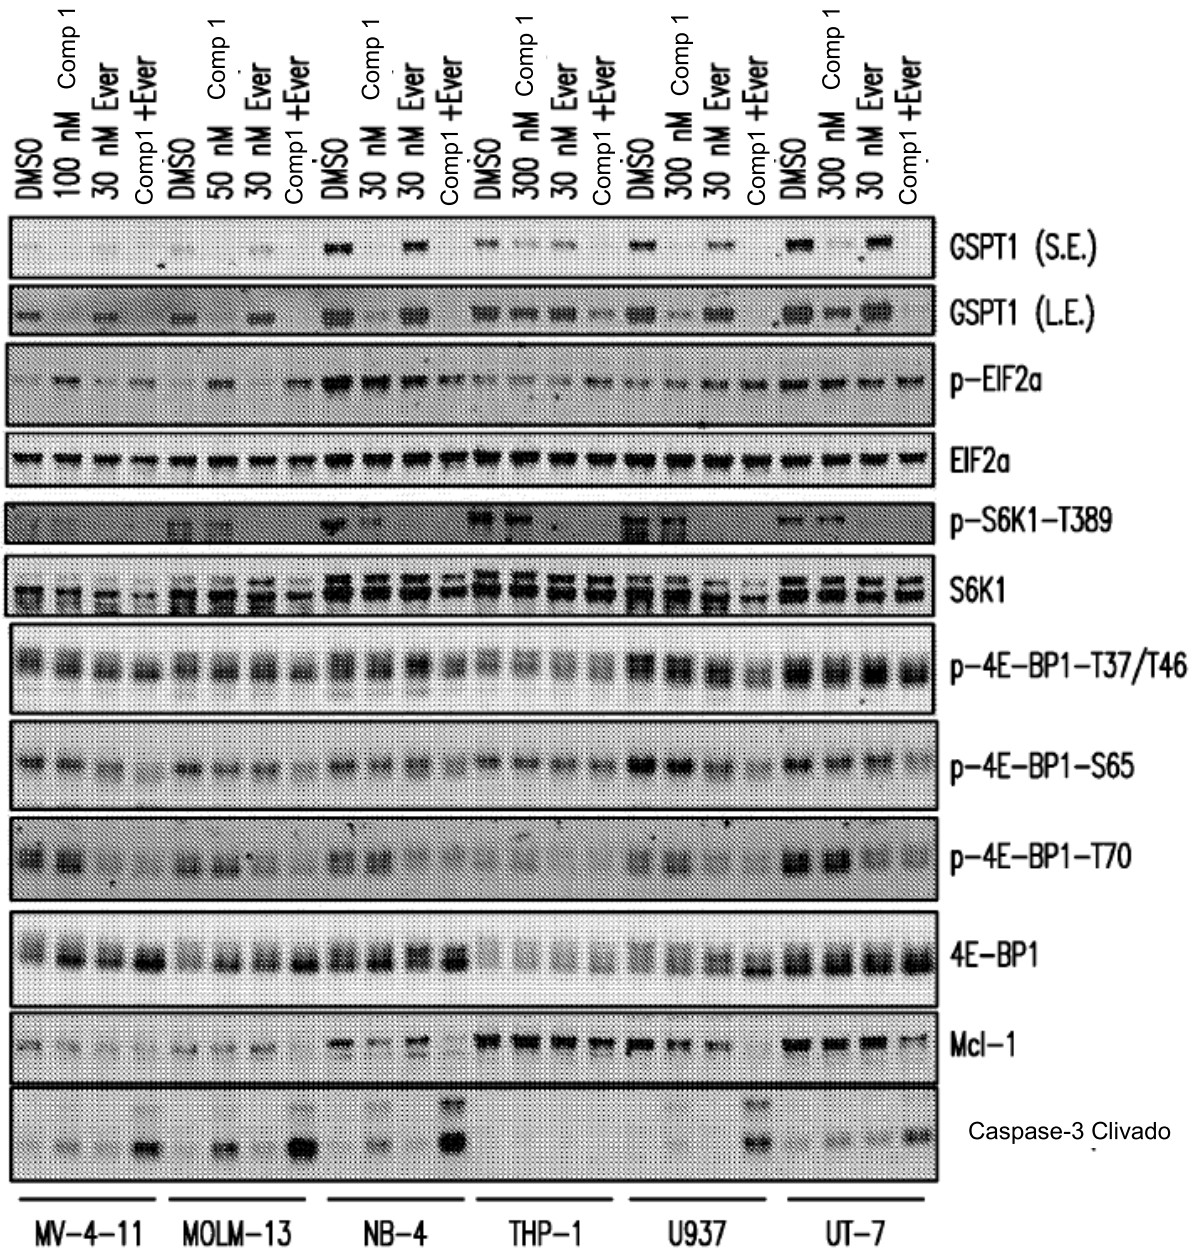 DMSO
100 nM Comp 1
30 nM Ever
Comp1 +Ever
DMSO
50 nM Comp 1
30 nM Ever
Comp1 +Ever
DMSO
30 nM Comp 1
30 nM Ever
Comp1 +Ever
DMSO
300 nM Comp 1
30 nM Ever
Comp1 +Ever
DMSO
300 nM Comp 1
30 nM Ever
Comp1 +Ever
DMSO
300 nM Comp 1
30 nM Ever
Comp1 +Ever
GSPT1 (S.E.)
GSPT1 (L.E.)
p-EIF2a
EIF2a
p-S6K1-T389
S6K1
p-4E-BP1-T37/T46
p-4E-BP1-S65
p-4E-BP1-T70
4E-BP1
Mcl-1
Caspase-3 Clivado
MV-4-11 MOLM-13 NB-4 THP-1 U937 UT-7